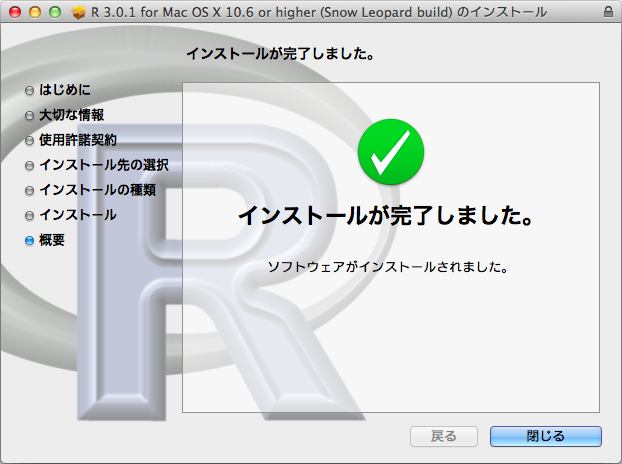 R 3.0.1 for Mac OS X 10.6 or higher (Snow Leopard build) のインストール
インストールが完了しました。
はじめに
大切な情報
使用許諾契約
インストール先の選択
インストールの種類
インストール
概要
R
インストールが完了しました。
ソフトウェアがインストールされました。
戻る
閉じる